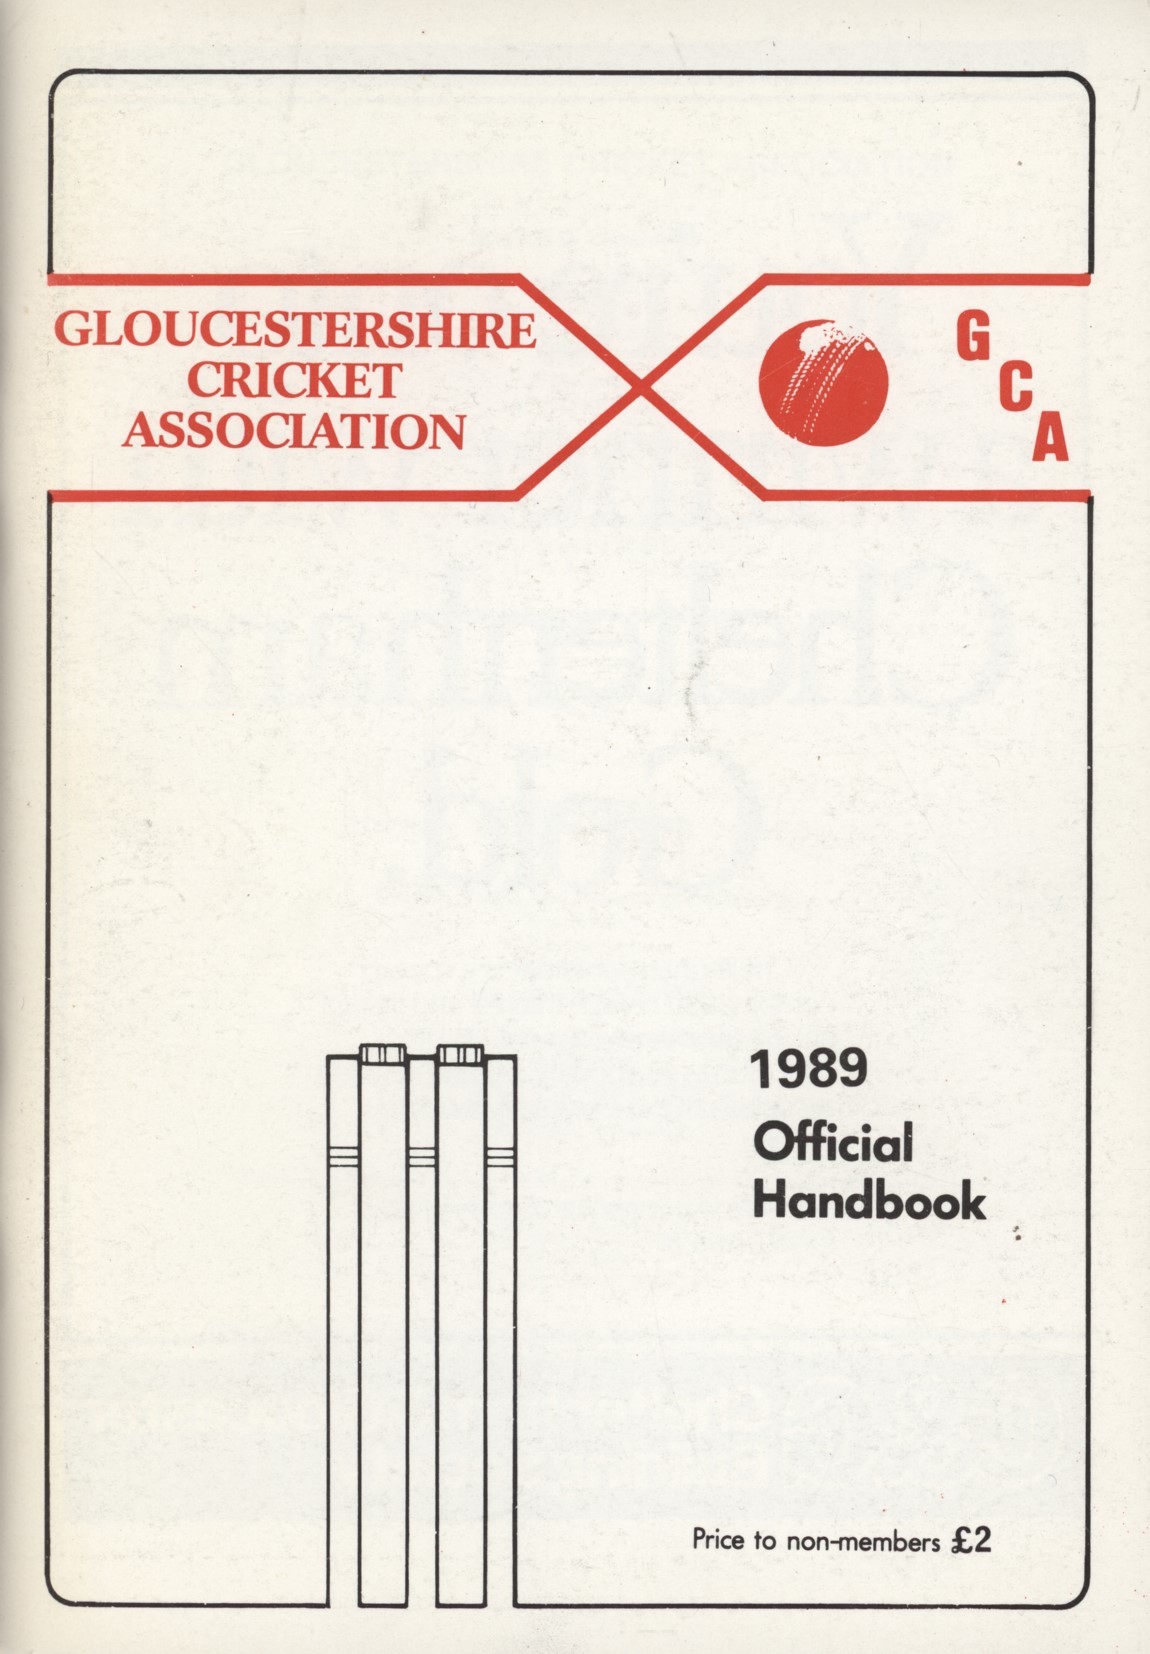 GLOUCESTERSHIRE
CRICKET
ASSOCIATION
G
C
A
1989
Official
Handbook
Price to non-members £2